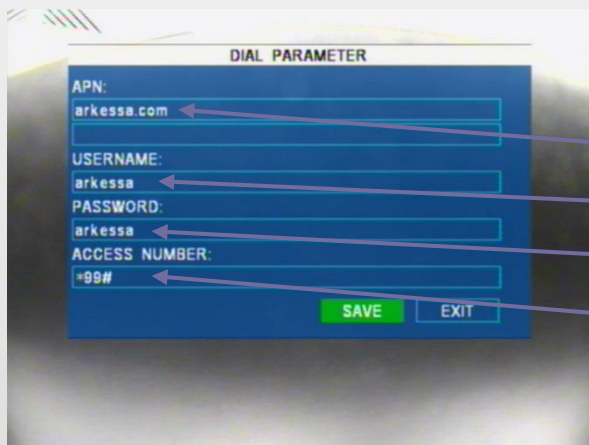 DIAL PARAMETER
APN:
arkessa.com
USERNAME:
arkessa
PASSWORD:
arkessa
ACCESS NUMBER:
*99#
SAVE EXIT